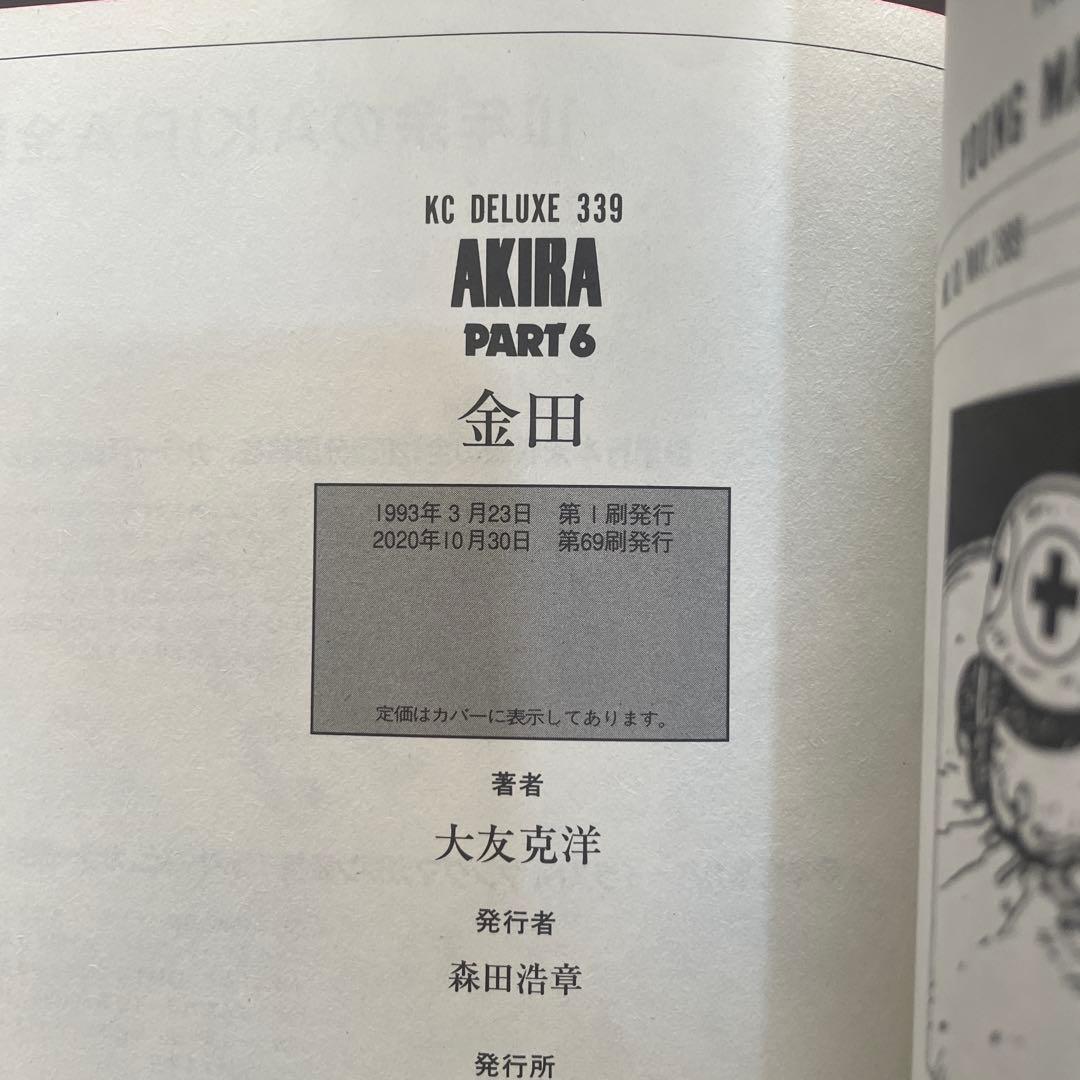 KC DELUXE 339
AKIRA
PART 6
金田
1993年3月23日 第1刷発行
2020年10月30日 第69刷発行
定価はカバーに表示してあります。
著者
大友克洋
発行者
森田浩章
発行所
YOUNG MA